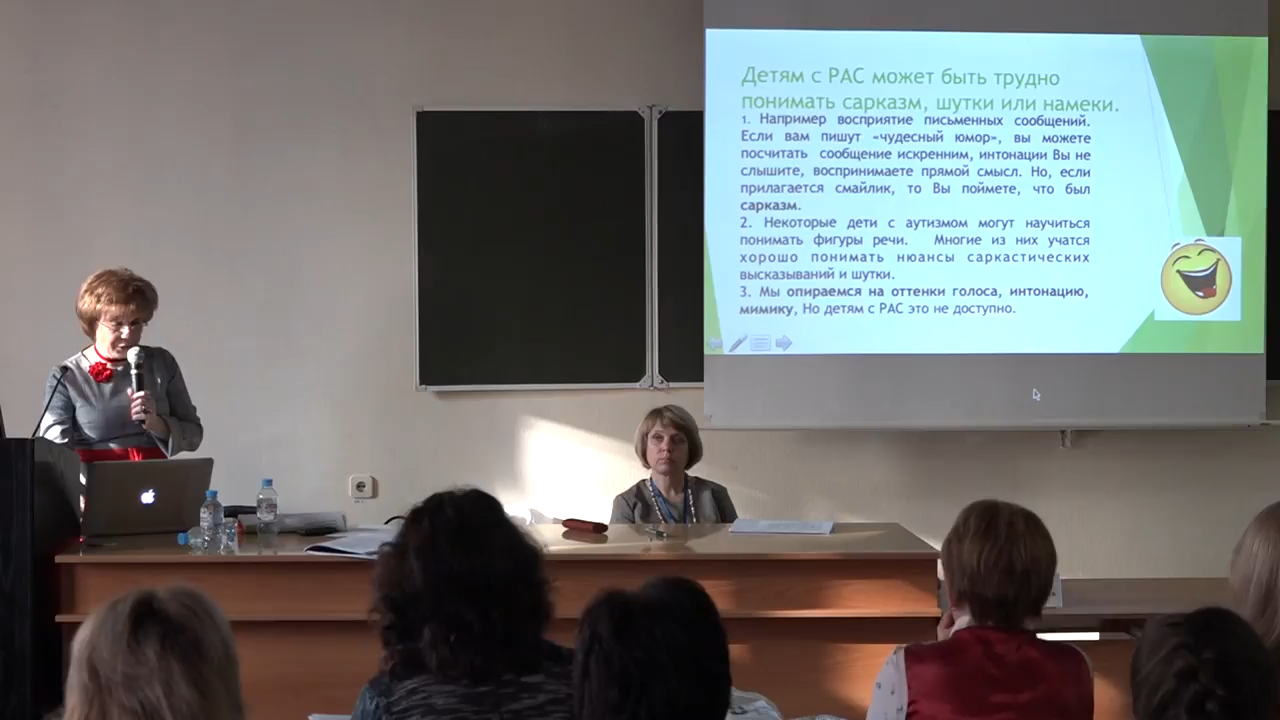 Детям с РАС может быть трудно
понимать сарказм, шутки или намеки.
1. Например восприятие письменных сообщений.
Если вам пишут «чудесный юмор», вы можете
посчитать сообщение искренним, интонации Вы не
слышите, воспринимаете прямой смысл. Но, если
прилагается смайлик, то Вы поймете, что был
сарказм.
2. Некоторые дети с аутизмом могут научиться
понимать фигуры речи. Многие из них учатся
хорошо понимать нюансы саркастических
высказываний и шутки.
3. Мы опираемся на оттенки голоса, интонацию,
мимику, Но детям с РАС это не доступно.